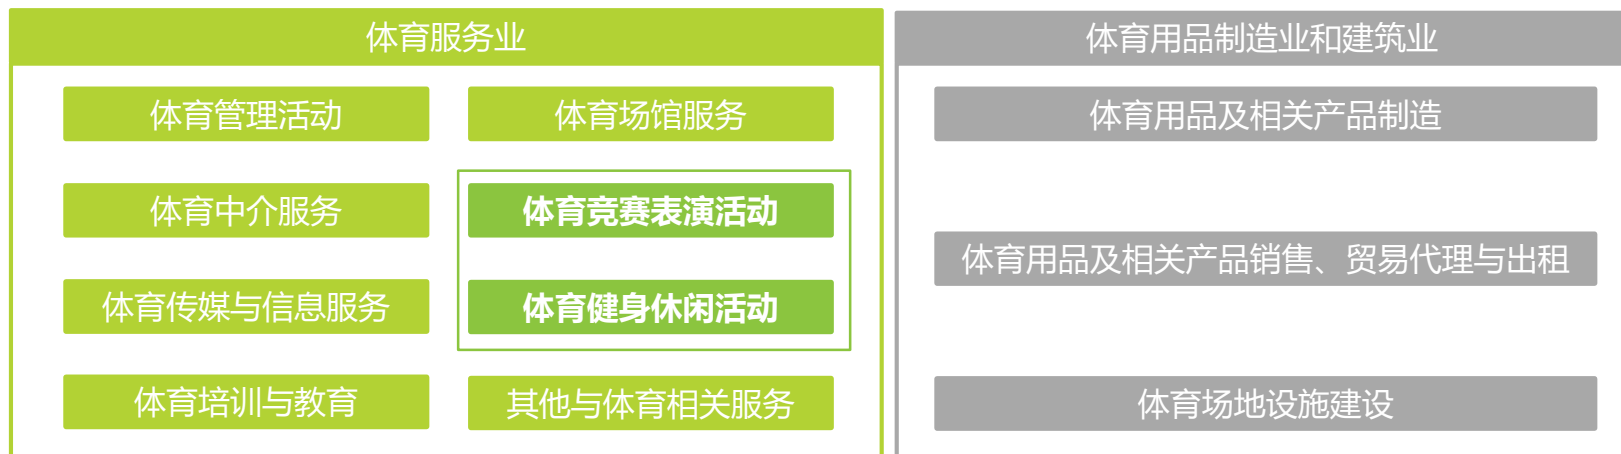 体育服务业
体育管理活动
体育场馆服务
体育中介服务
体育竞赛表演活动
体育传媒与信息服务
体育健身休闲活动
体育培训与教育
其他与体育相关服务
体育用品制造业和建筑业
体育用品及相关产品制造
体育用品及相关产品销售、贸易代理与出租
体育场地设施建设